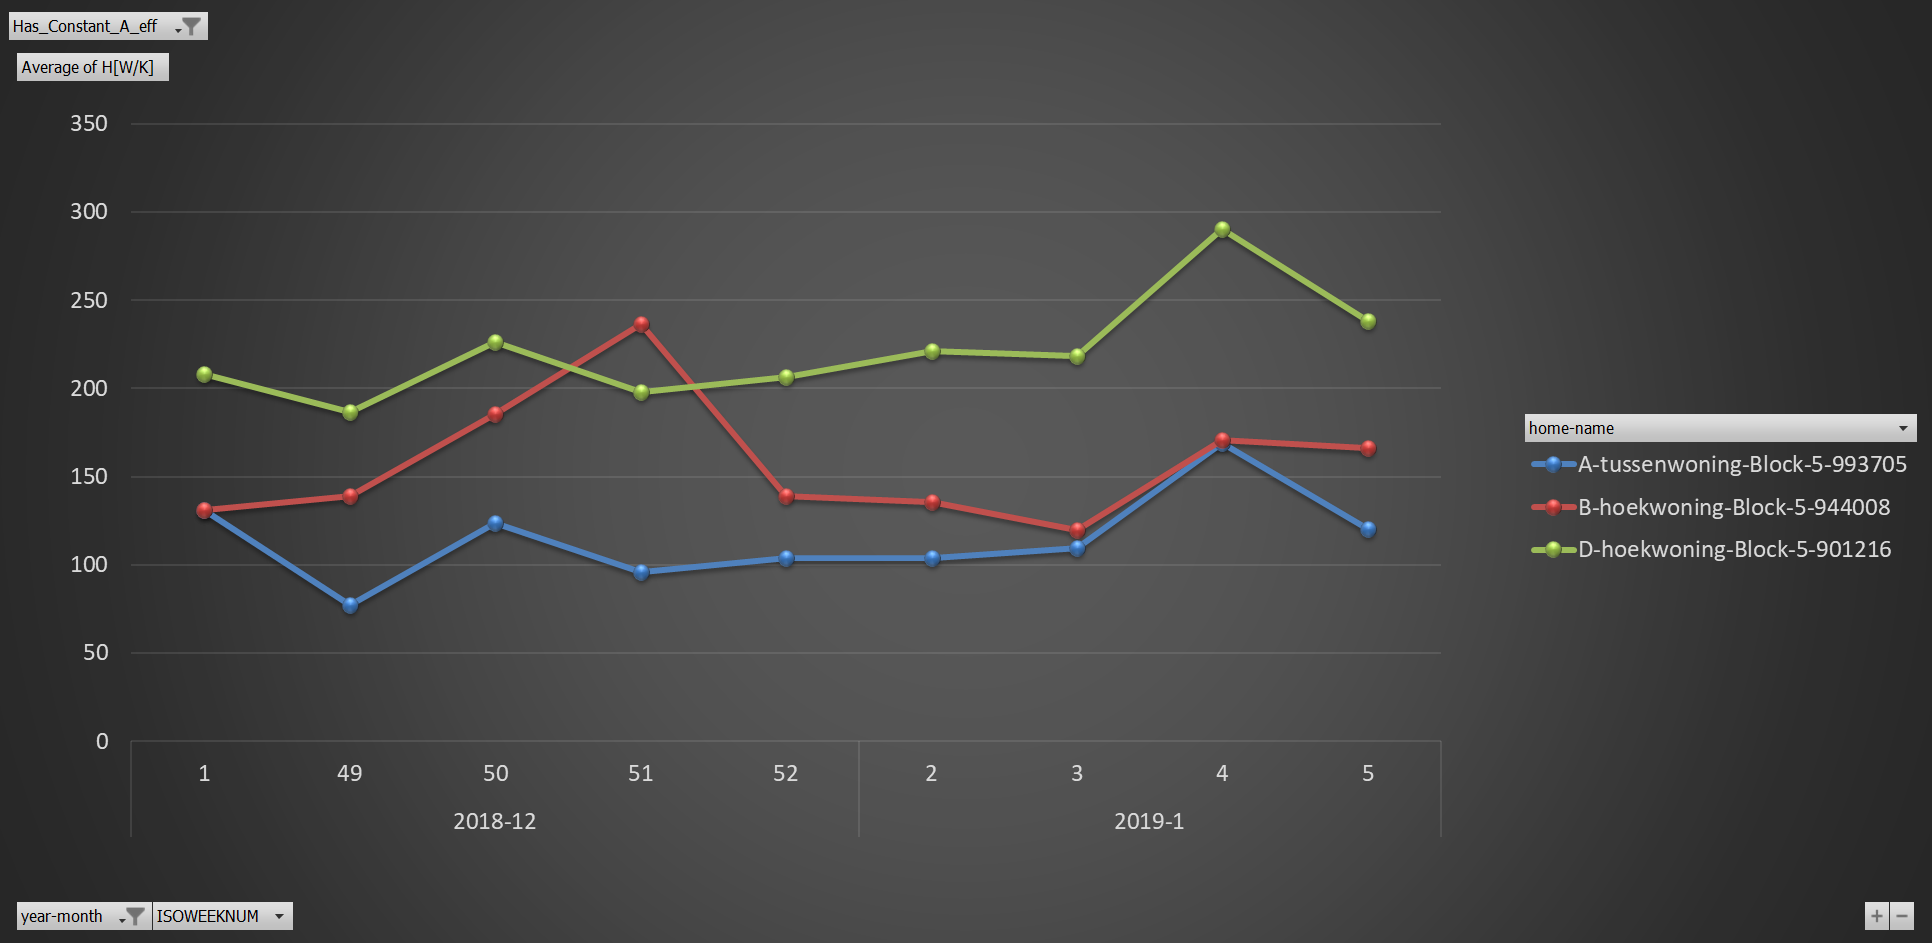 Has_Constant_A_eff
Average of H[W/K]
350
300
250
200
150
100
50
0
1 49 50 51 52 2 3 4 5
2018-12 2019-1
home-name
A-tussenwoning-Block-5-993705
B-hoekwoning-Block-5-944008
D-hoekwoning-Block-5-901216
year-month ISOWEEKNUM
+ −